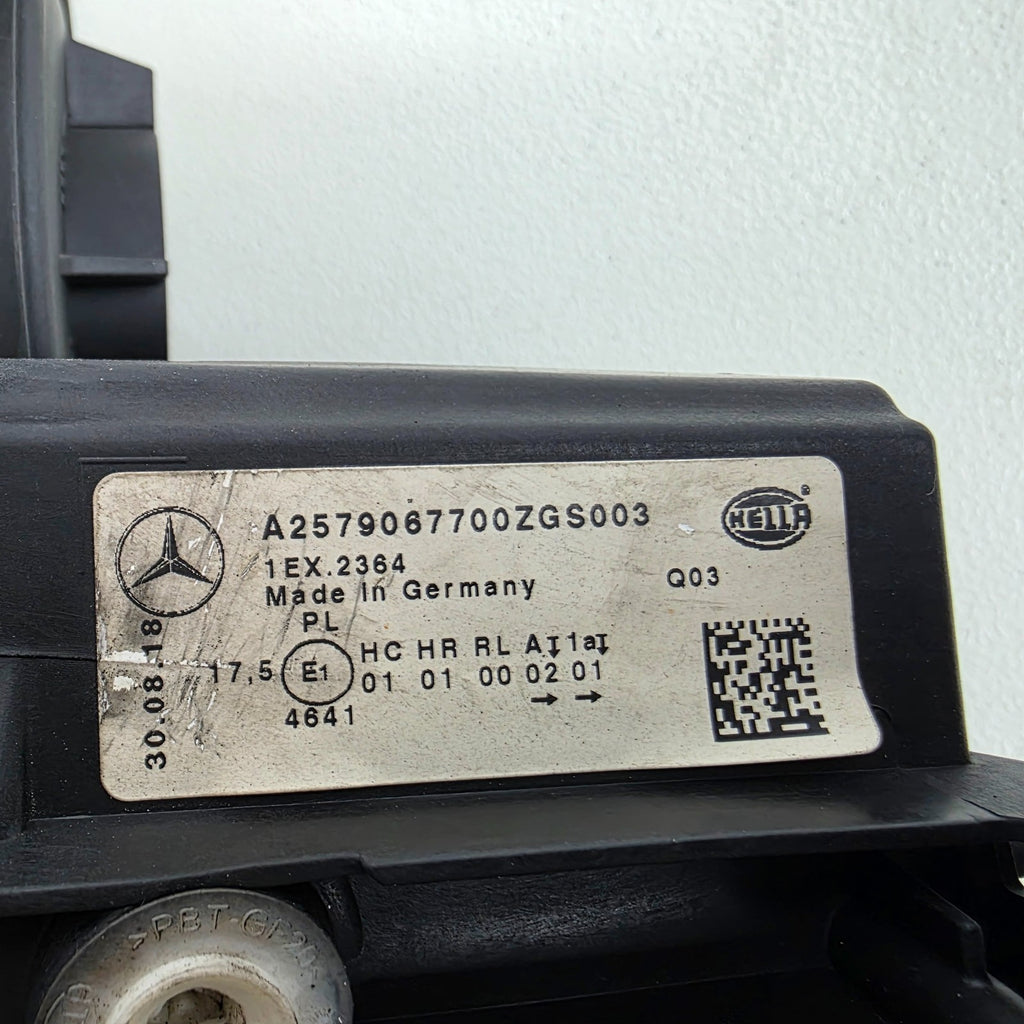 A2579067700ZGS003
HELLA
®
1EX.2364
Made in Germany
Q03
PL
HC HR RL A↧1a↧
17,5 E1 01 01 00 02 01
→ →
4641
30.08.18
>PBT-GF